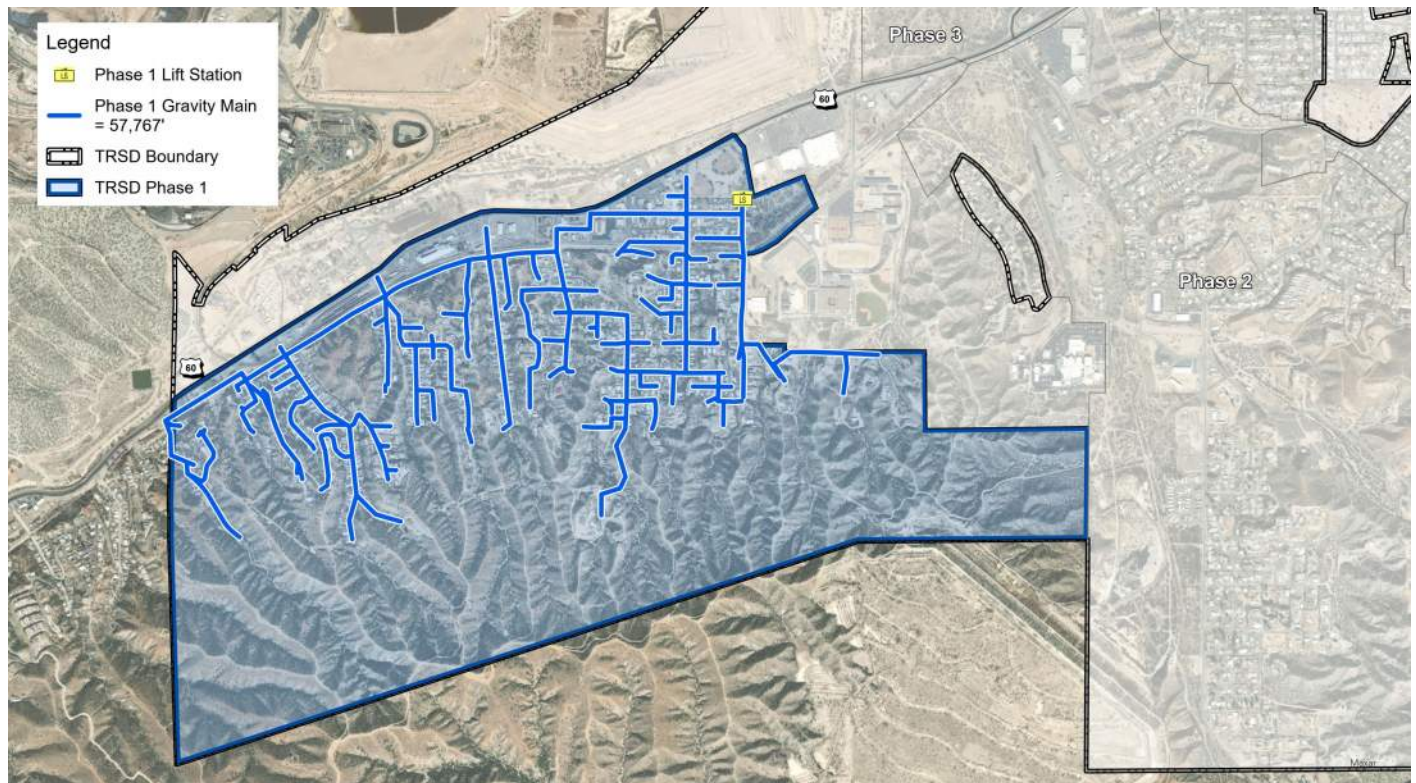 Legend
LS Phase 1 Lift Station
Phase 1 Gravity Main
= 57,767'
TRSD Boundary
TRSD Phase 1
Phase 3
60
LS
Phase 2
60
Maxar